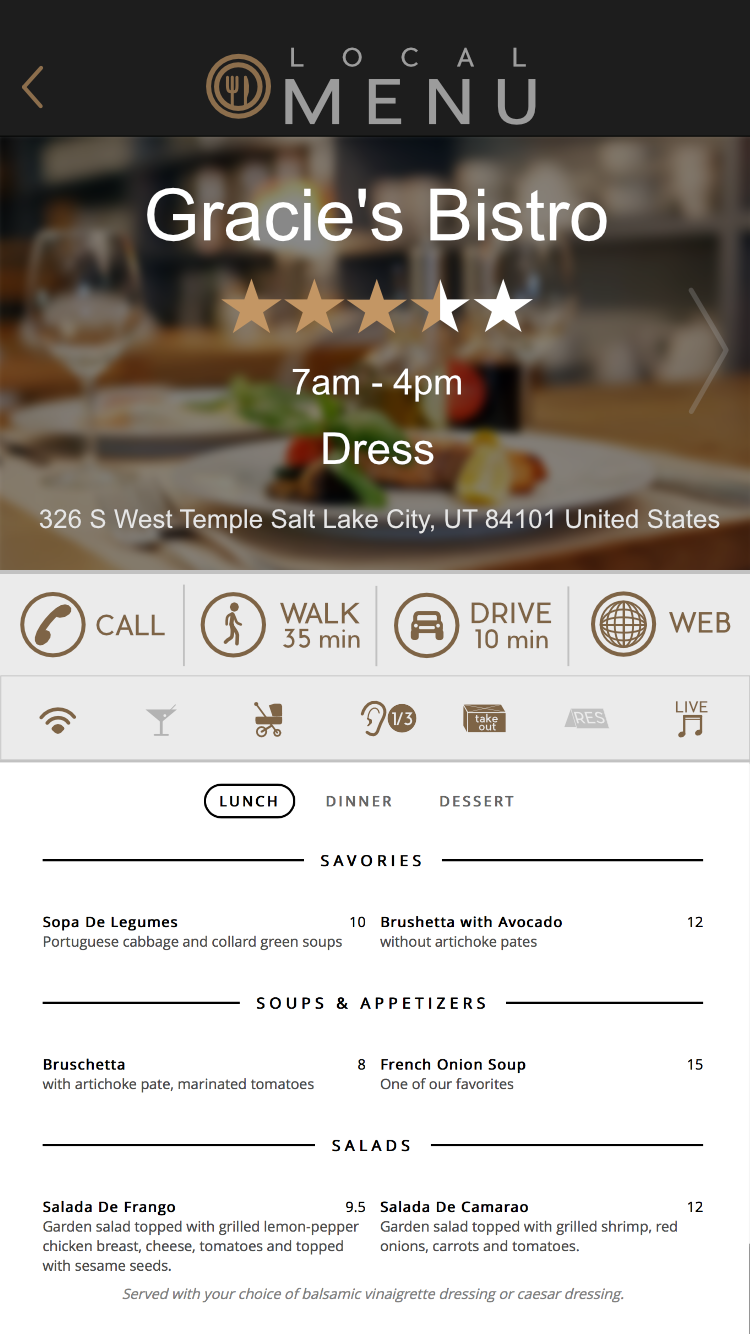 LOCAL
MENU
Gracie's Bistro
7am - 4pm
Dress
326 S West Temple Salt Lake City, UT 84101 United States
CALL
WALK
35 min
DRIVE
10 min
WEB
1/3
take
out
RES
LIVE
LUNCH DINNER DESSERT
SAVORIES
Sopa De Legumes 10
Portuguese cabbage and collard green soups
Brushetta with Avocado 12
without artichoke pates
SOUPS & APPETIZERS
Bruschetta 8
with artichoke pate, marinated tomatoes
French Onion Soup 15
One of our favorites
SALADS
Salada De Frango 9.5
Garden salad topped with grilled lemon-pepper
chicken breast, cheese, tomatoes and topped
with sesame seeds.
Salada De Camarao 12
Garden salad topped with grilled shrimp, red
onions, carrots and tomatoes.
Served with your choice of balsamic vinaigrette dressing or caesar dressing.